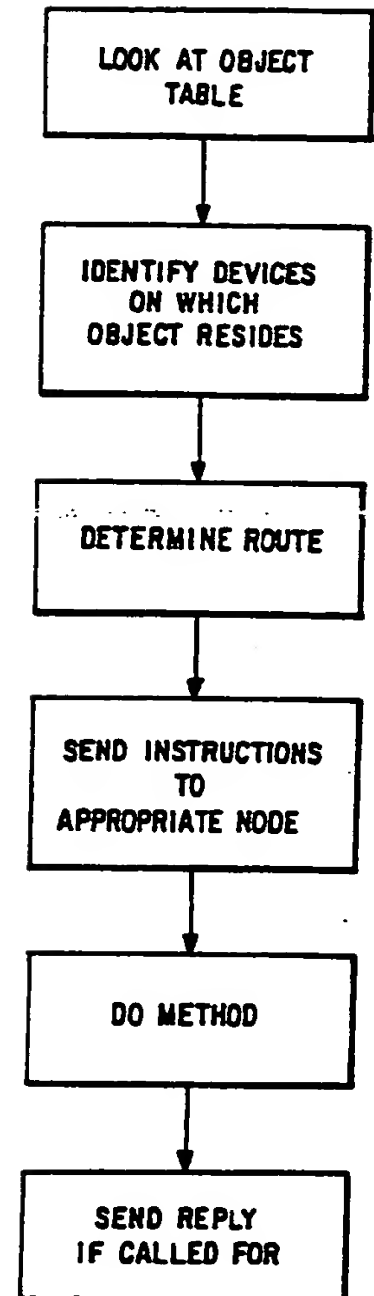 LOOK AT OBJECT
TABLE
IDENTIFY DEVICES
ON WHICH
OBJECT RESIDES
DETERMINE ROUTE
SEND INSTRUCTIONS
TO
APPROPRIATE NODE
DO METHOD
SEND REPLY
IF CALLED FOR